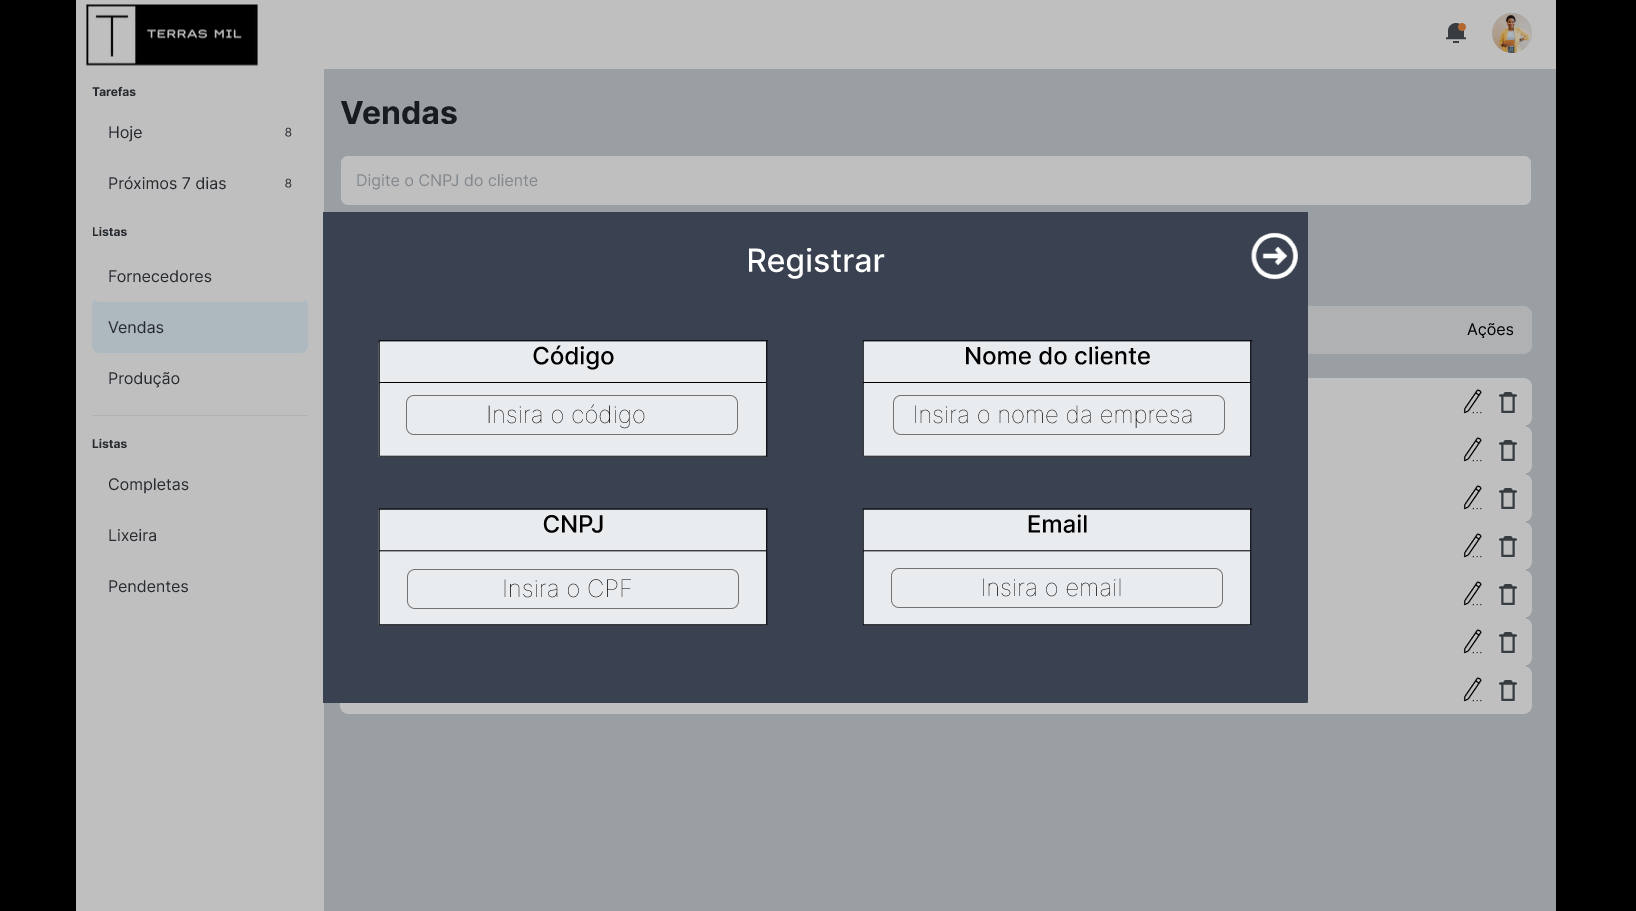 T TERRAS MIL
Tarefas
Hoje 8
Próximos 7 dias 8
Listas
Fornecedores
Vendas
Produção
Listas
Completas
Lixeira
Pendentes
Vendas
Digite o CNPJ do cliente
Ações
Registrar
Código
Insira o código
Nome do cliente
Insira o nome da empresa
CNPJ
Insira o CPF
Email
Insira o email